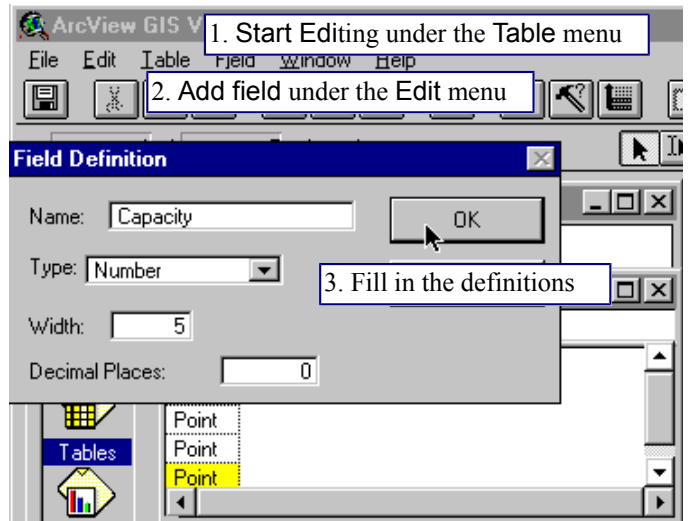 ArcView GIS V
1. Start Editing under the Table menu
File Edit Table Field Window Help
2. Add field under the Edit menu
Field Definition
Name: Capacity
OK
Type: Number
3. Fill in the definitions
Width: 5
Decimal Places: 0
Point
Tables
Point
Point